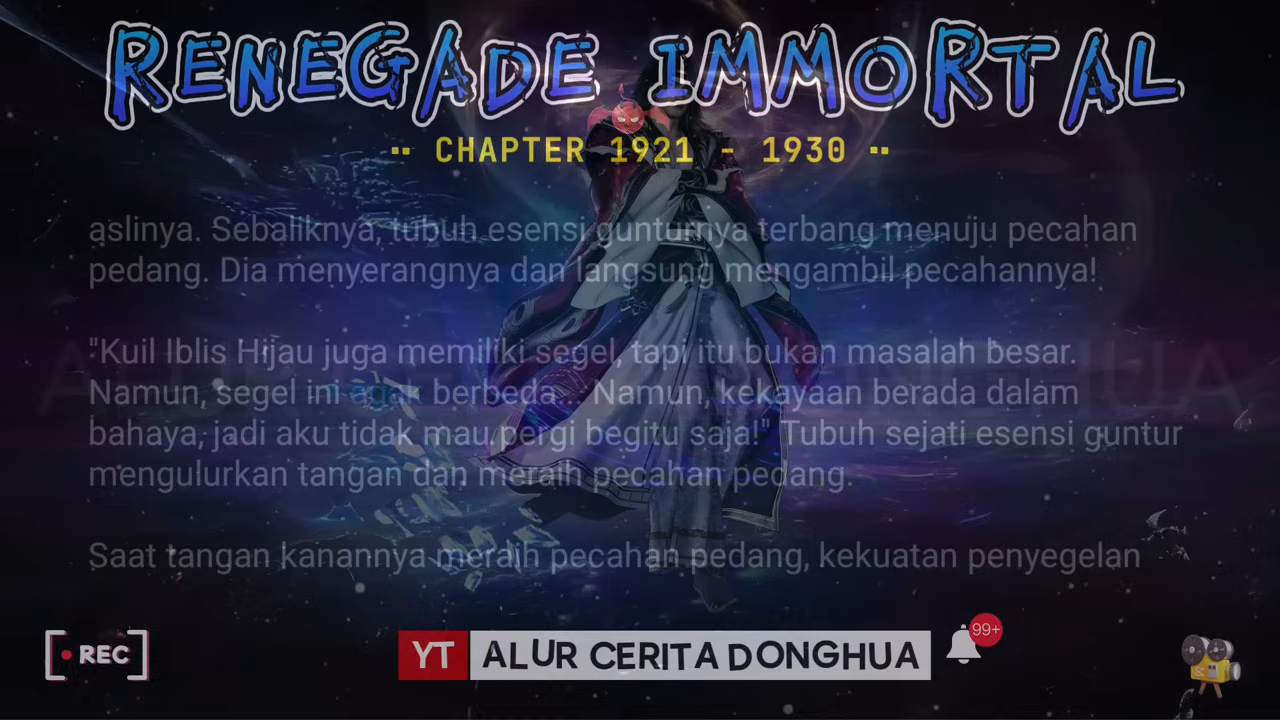 RENEGADE IMMORTAL
CHAPTER 1921 - 1930
aslinya. Sebaliknya, tubuh esensi gunturnya terbang menuju pecahan
pedang. Dia menyerangnya dan langsung mengambil pecahannya!
"Kuil Iblis Hijau juga memiliki segel, tapi itu bukan masalah besar.
Namun, segel ini agak berbeda... Namun, kekayaan berada dalam
bahaya, jadi aku tidak mau pergi begitu saja!" Tubuh sejati esensi guntur
mengulurkan tangan dan meraih pecahan pedang.
Saat tangan kanannya meraih pecahan pedang, kekuatan penyegelan
REC
YT ALUR CERITA DONGHUA
99+